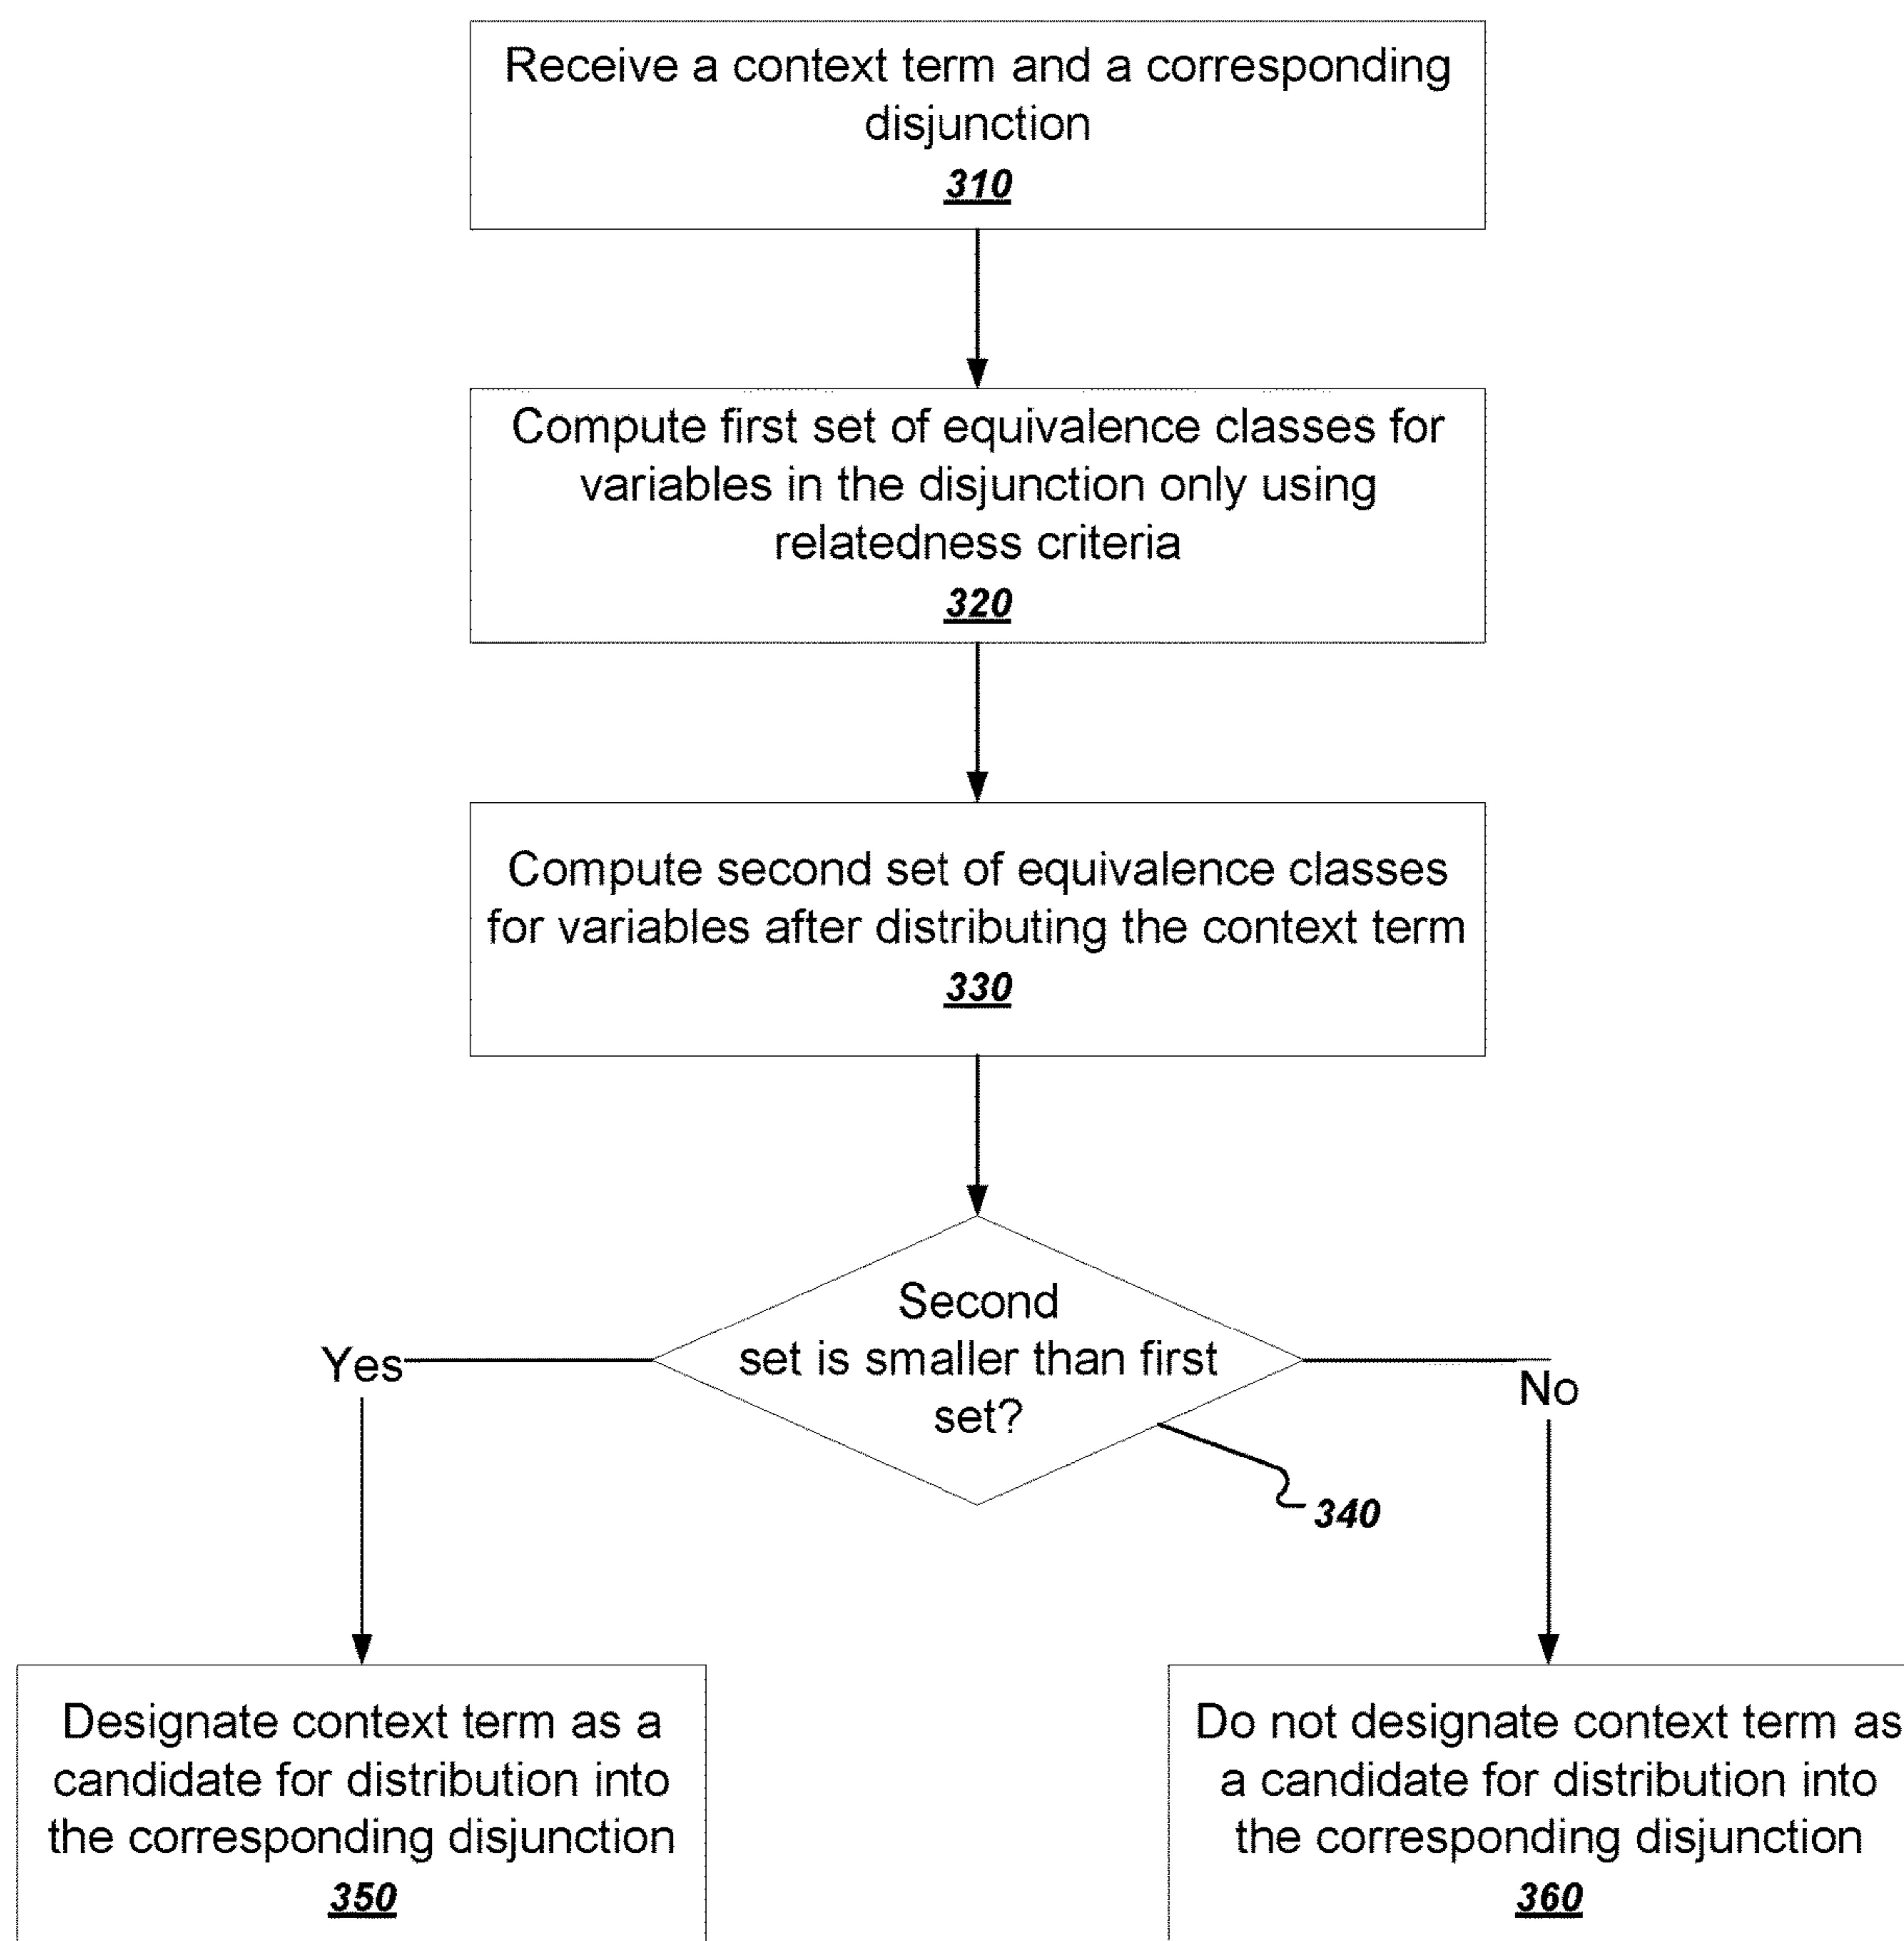 Receive a context term and a corresponding
disjunction
310
Compute first set of equivalence classes for
variables in the disjunction only using
relatedness criteria
320
Compute second set of equivalence classes
for variables after distributing the context term
330
Second
set is smaller than first
set?
Yes
No
340
Designate context term as a
candidate for distribution into
the corresponding disjunction
350
Do not designate context term as
a candidate for distribution into
the corresponding disjunction
360